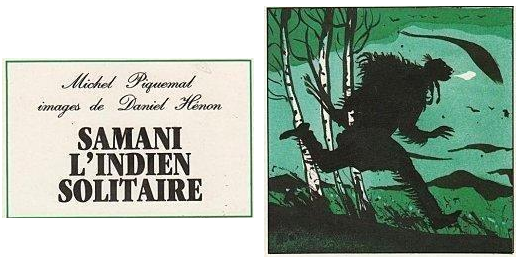 Michel Piquemal
images de Daniel Hénon
SAMANI
L'INDIEN
SOLITAIRE